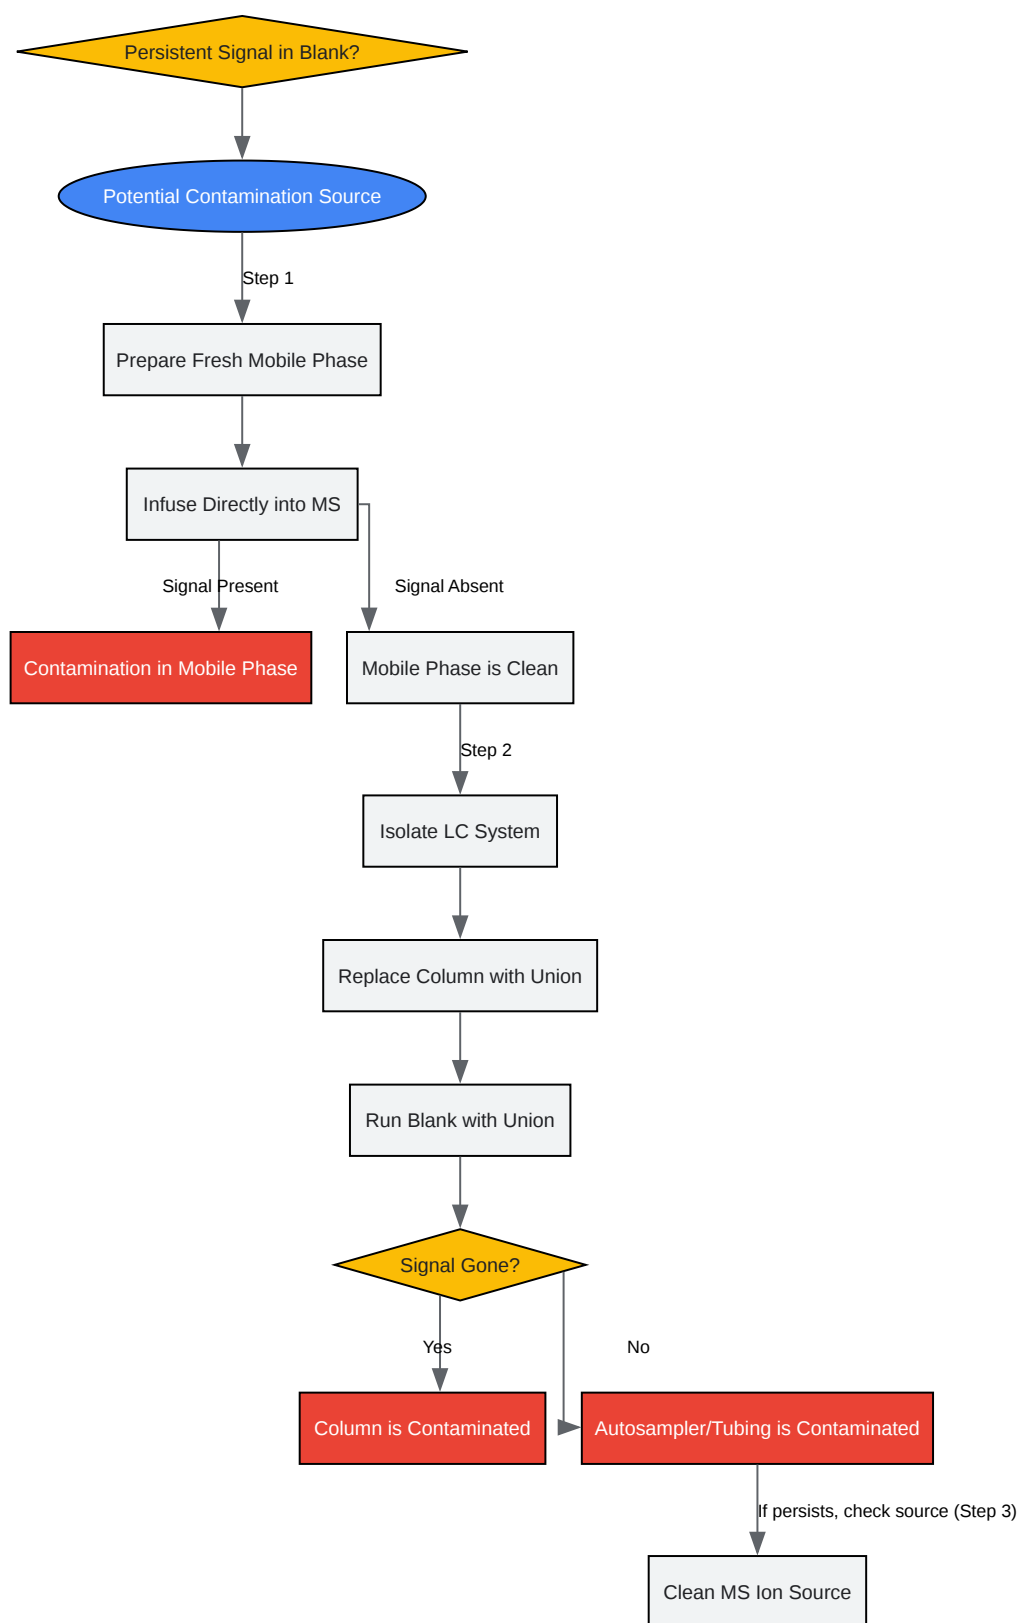 Persistent Signal in Blank?
Potential Contamination Source
Step 1
Prepare Fresh Mobile Phase
Infuse Directly into MS
Signal Present
Signal Absent
Contamination in Mobile Phase
Mobile Phase is Clean
Step 2
Isolate LC System
Replace Column with Union
Run Blank with Union
Signal Gone?
Yes
No
Column is Contaminated
Autosampler/Tubing is Contaminated
If persists, check source (Step 3)
Clean MS Ion Source